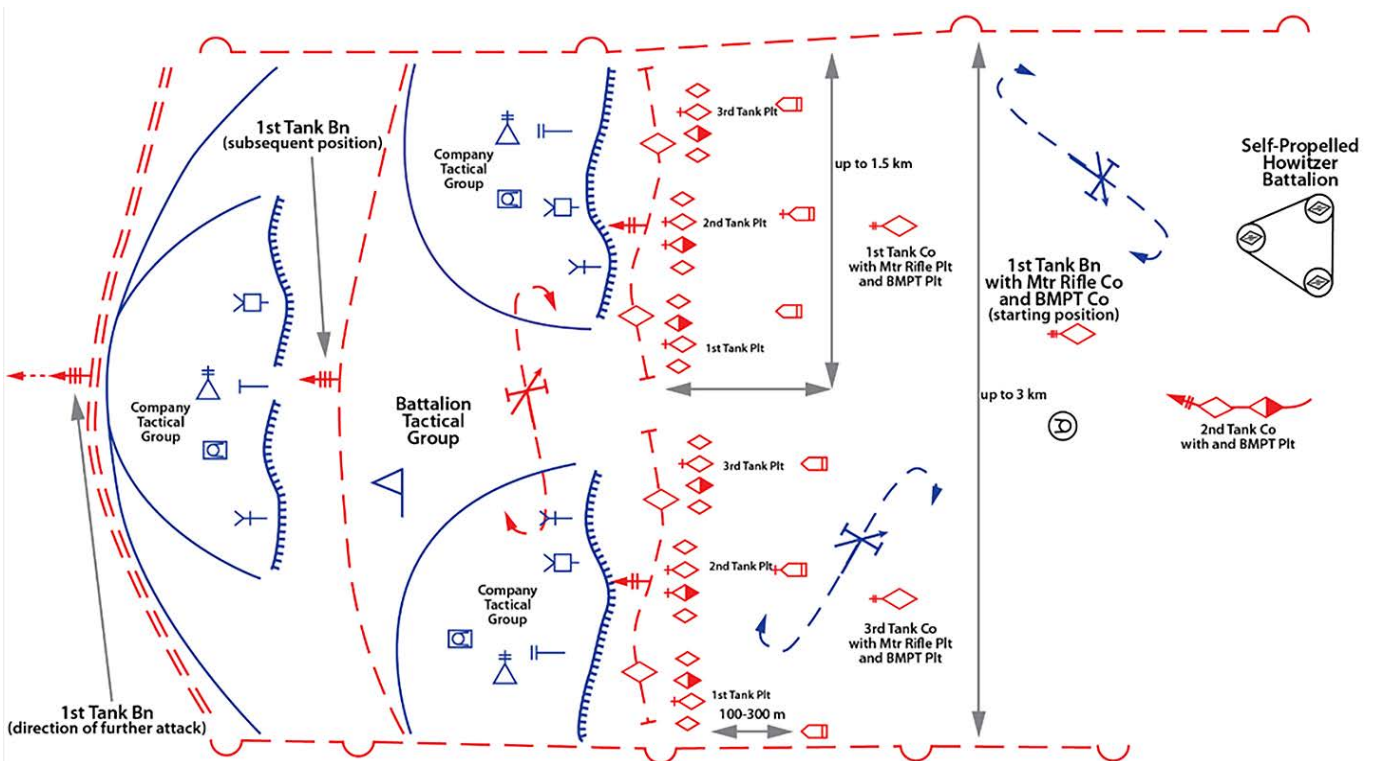 1st Tank Bn
(subsequent position)
Company
Tactical
Group
3rd Tank Plt
up to 1.5 km
2nd Tank Plt
1st Tank Co
with Mtr Rifle Plt
and BMPT Plt
1st Tank Plt
Self-Propelled
Howitzer
Battalion
1st Tank Bn
with Mtr Rifle Co
and BMPT Co
(starting position)
Company
Tactical
Group
Battalion
Tactical
Group
up to 3 km
2nd Tank Co
with and BMPT Plt
3rd Tank Plt
2nd Tank Plt
Company
Tactical
Group
3rd Tank Co
with Mtr Rifle Plt
and BMPT Plt
1st Tank Plt
100-300 m
1st Tank Bn
(direction of further attack)